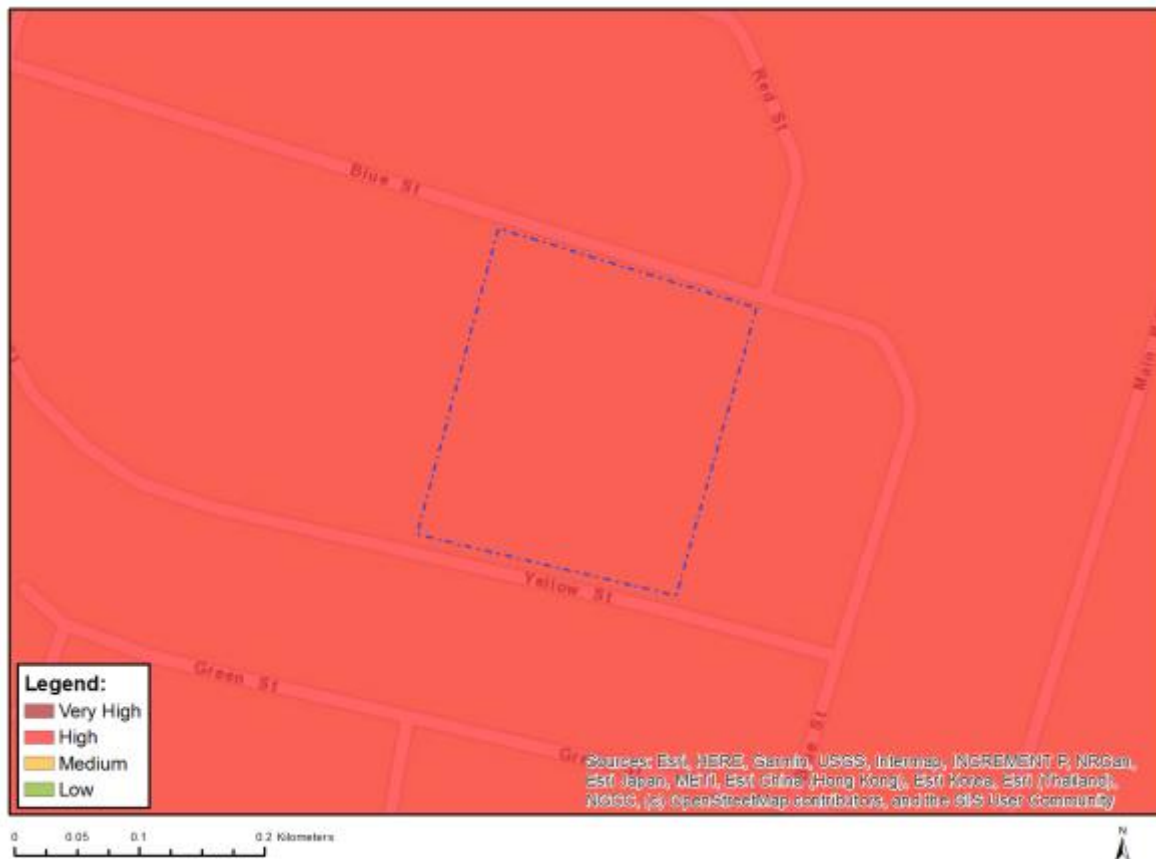 Red St
Blue St
Main
Yellow St
Green St
Legend:
Very High
High
Medium
Low
Sources: Esri, HERE, Garmin, USGS, Intermap, INCREMENT P, NRCan,
Esri Japan, METI, Esri China (Hong Kong), Esri Korea, Esri (Thailand),
NGCC, (c) OpenStreetMap contributors, and the GIS User Community
0 0.05 0.1 0.2 Kilometers
N